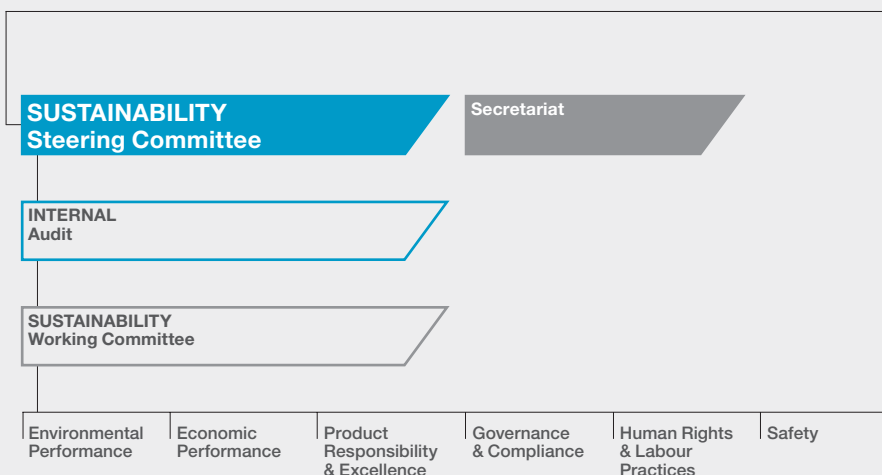 SUSTAINABILITY
Steering Committee
Secretariat
INTERNAL
Audit
SUSTAINABILITY
Working Committee
Environmental
Performance
Economic
Performance
Product
Responsibility
& Excellence
Governance
& Compliance
Human Rights
& Labour
Practices
Safety